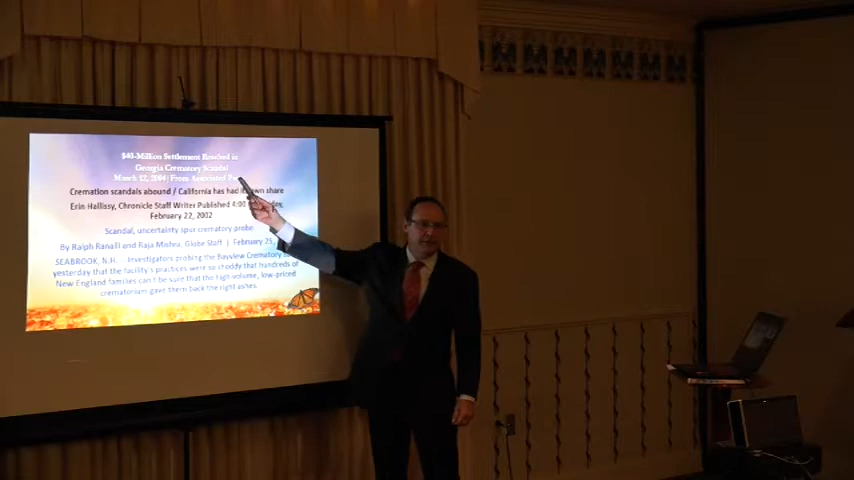 $40-Million Settlement Reached in
Georgia Crematory Scandal
March 12, 2004: From Associated
Cremation scandals abound / California has had its own share
Erin Hallissy, Chronicle Staff Writer Published 4:00
February 22, 2002
Scandal, uncertainty spur crematory probe
By Ralph Ranalli and Raja Mishra, Globe Staff | February 25,
SEABROOK, N.H. Investigators probing the Bayview Crematory
yesterday that the facility's practices were so shoddy that hundreds of
New England families can't be sure that the high-volume, low-priced
crematorium gave them back the right ashes.